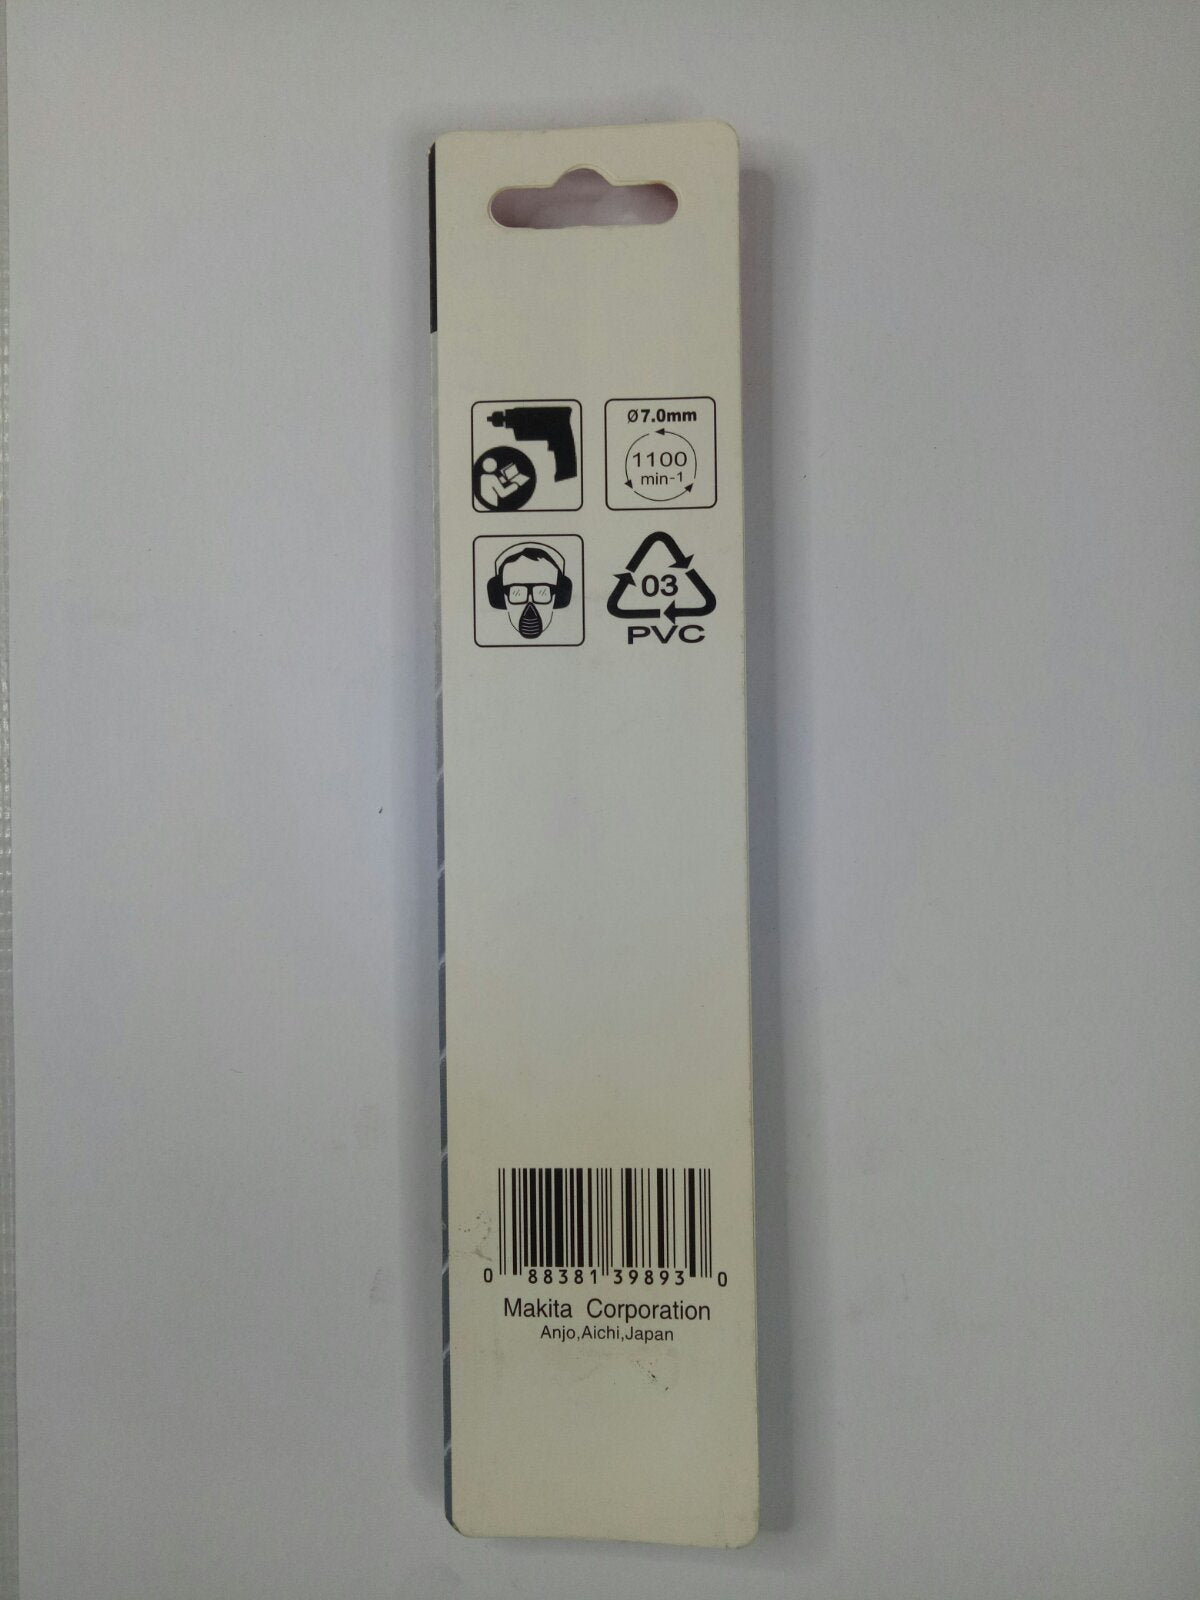 Ø7.0mm
1100
min-1
03
PVC
0 88381 39893 0
Makita Corporation
Anjo,Aichi,Japan